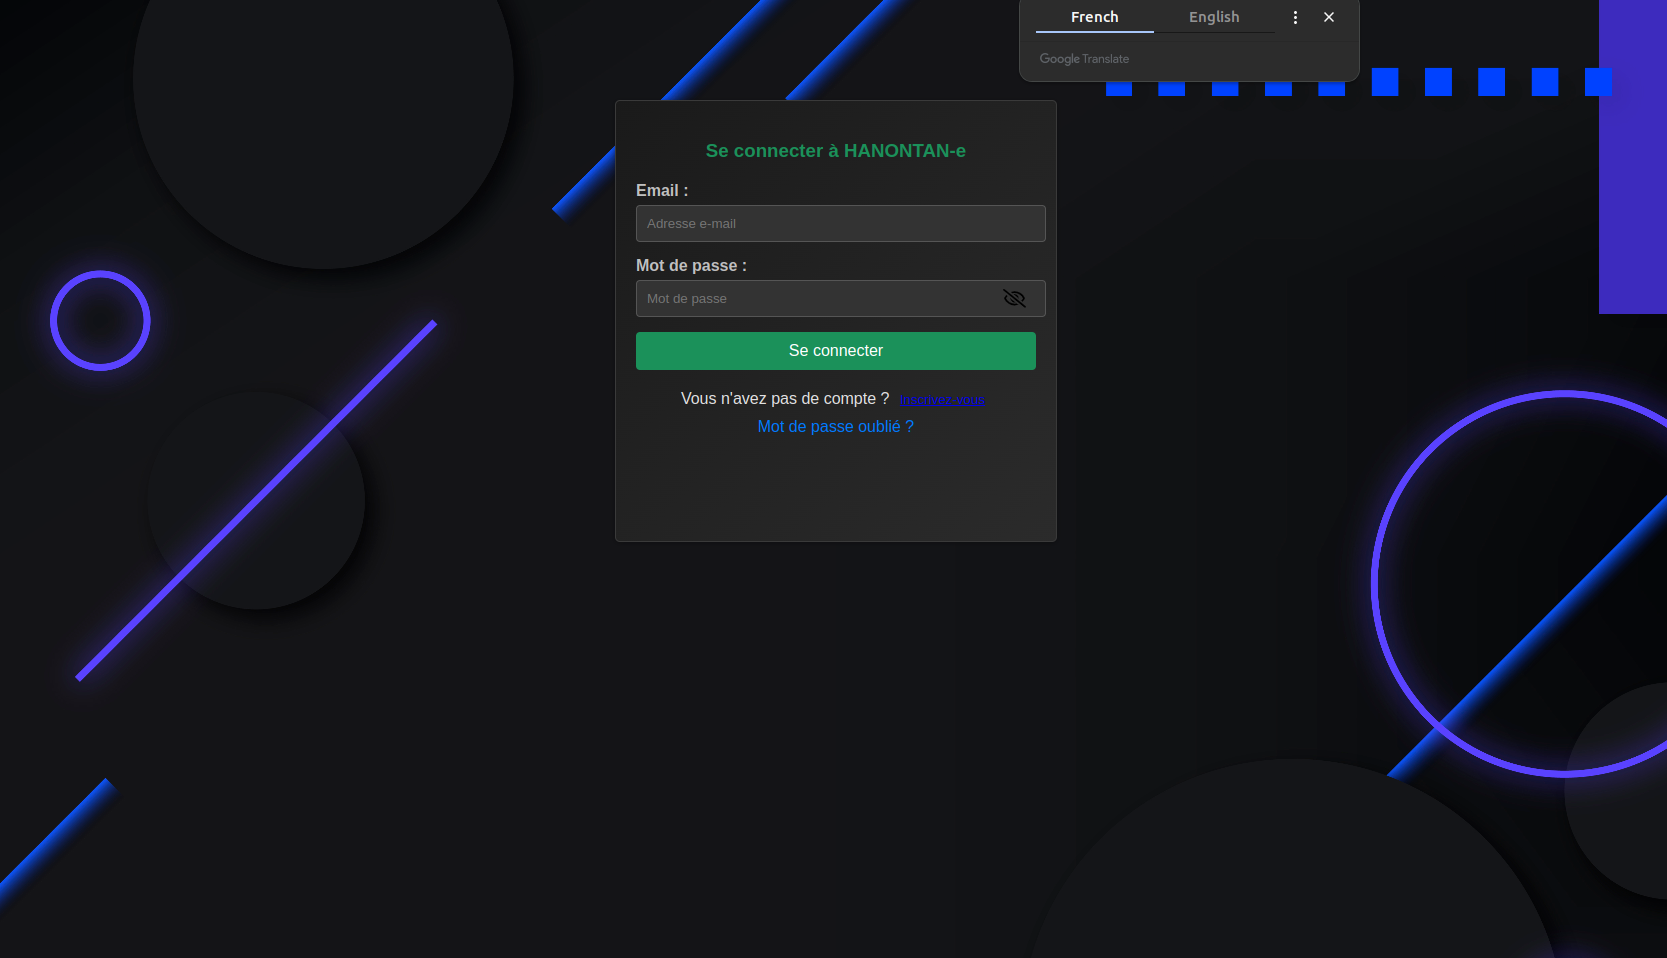 French English
Google Translate
Se connecter à HANONTAN-e
Email :
Adresse e-mail
Mot de passe :
Mot de passe
Se connecter
Vous n'avez pas de compte ? Inscrivez-vous
Mot de passe oublié ?